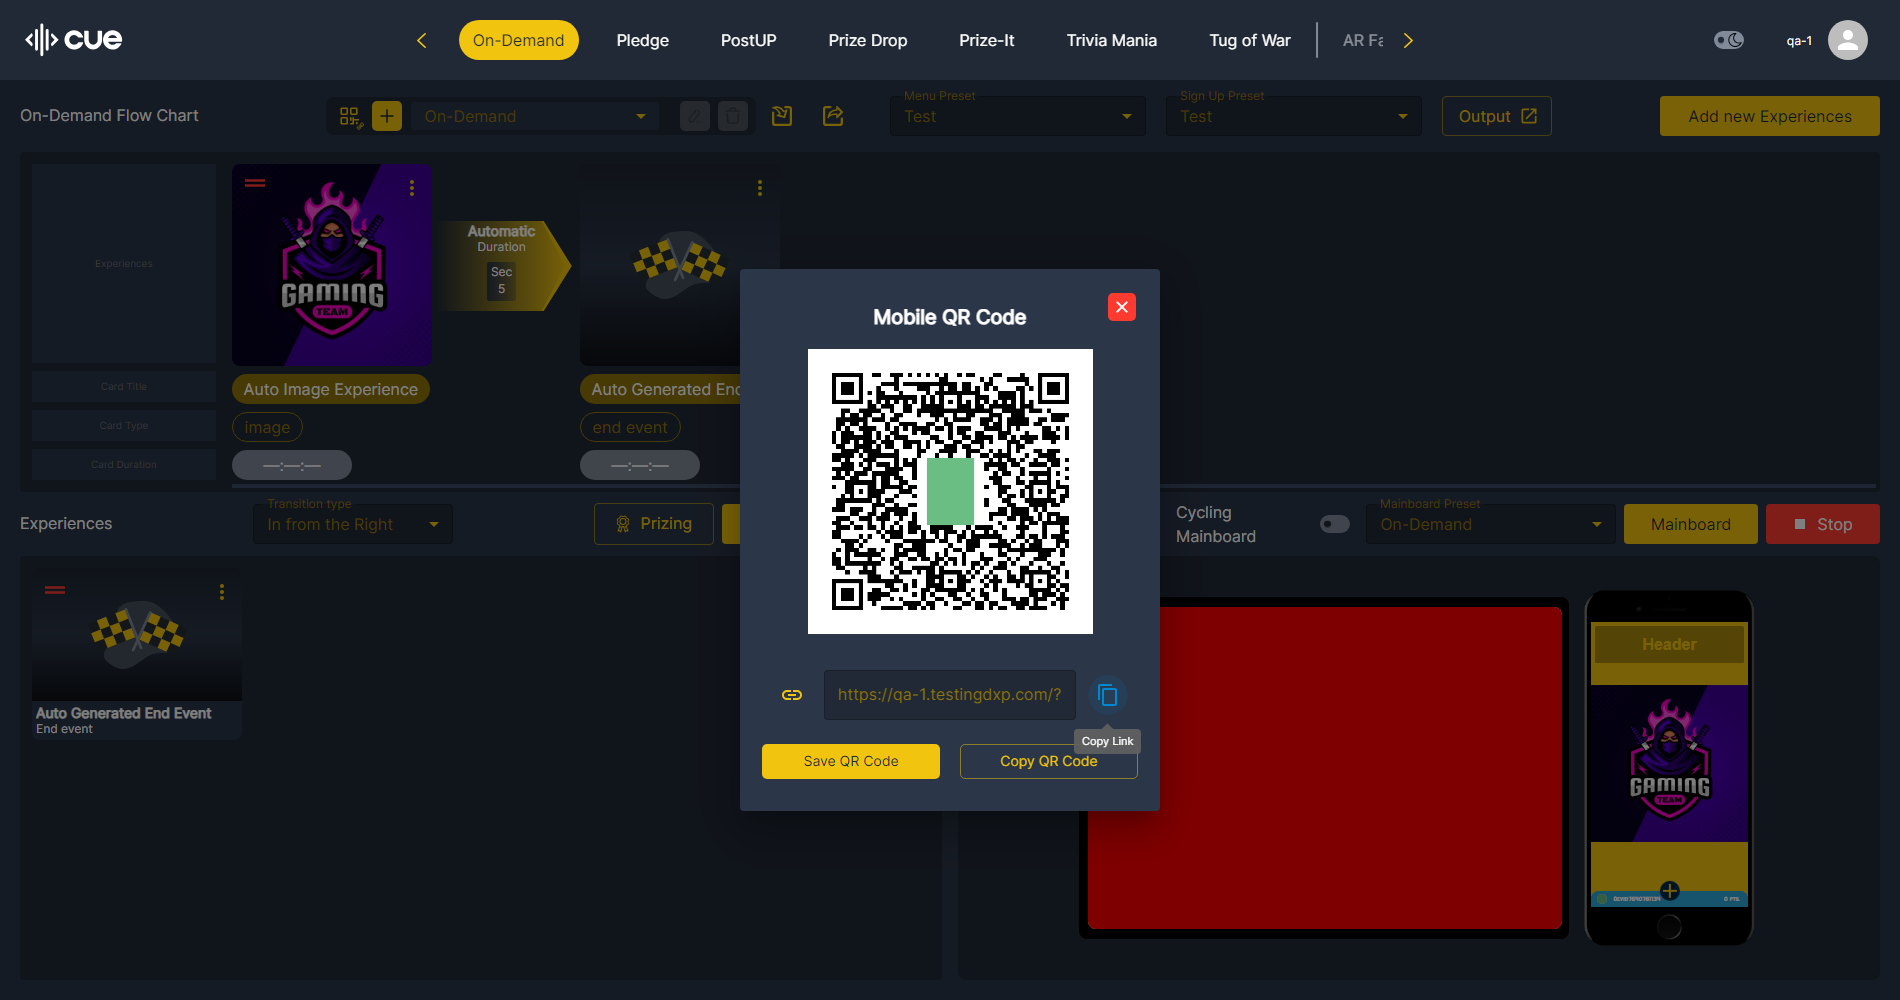 cue
On-Demand
Pledge
PostUP
Prize Drop
Prize-It
Trivia Mania
Tug of War
AR Fa
qa-1
On-Demand Flow Chart
On-Demand
Menu Preset
Test
Sign Up Preset
Test
Output
Add new Experiences
Experiences
Card Title
Card Type
Card Duration
GAMING
TEAM
Automatic
Duration
Sec
5
Auto Image Experience
image
—:—:—
Auto Generated End
end event
—:—:—
Mobile QR Code
https://qa-1.testingdxp.com/?
Copy Link
Save QR Code
Copy QR Code
Experiences
Transition type
In from the Right
Prizing
Cycling
Mainboard
Mainboard Preset
On-Demand
Mainboard
Stop
Auto Generated End Event
End event
Header
GAMING
TEAM
0 PTS.